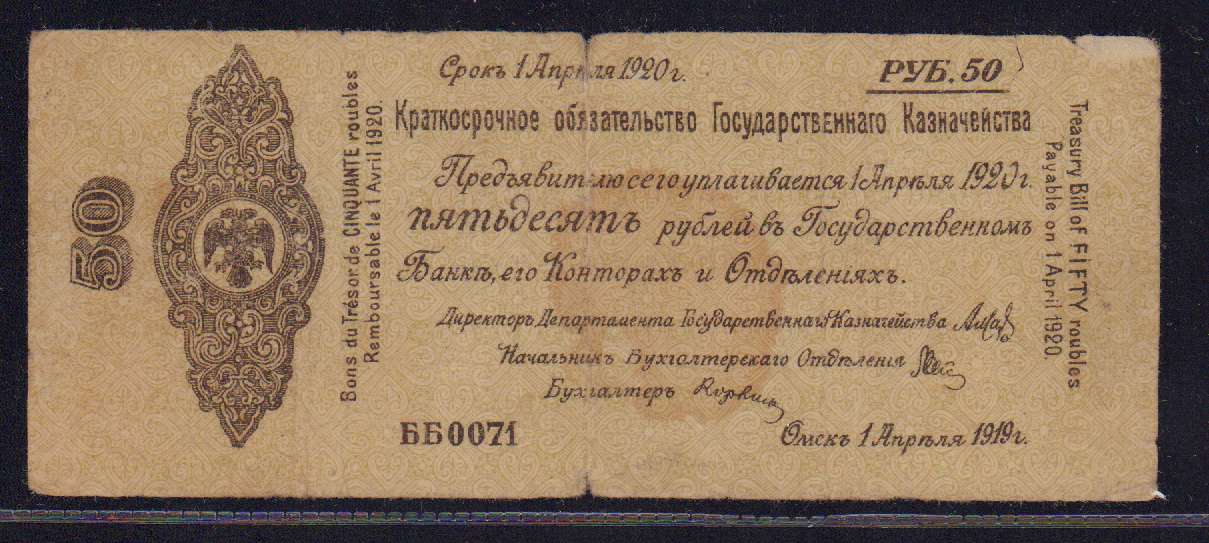 50
Bons du Trésor de CINQUANTE roubles
Remboursable le 1 Avril 1920.
Срокъ 1 Апрѣля 1920 г.
РУБ. 50
Краткосрочное обязательство Государственнаго Казначейства
Предъявителю сего уплачивается 1 Апрѣля 1920 г.
пятьдесятъ рублей въ Государственномъ
Банкѣ, его Конторахъ и Отдѣленіяхъ.
Директоръ Департамента Государственнаго Казначейства
Начальникъ Бухгалтерскаго Отдѣленія
Бухгалтеръ
ББ0071
Омскъ 1 Апрѣля 1919 г.
Treasury Bill of FIFTY roubles
Payable on 1 April 1920.